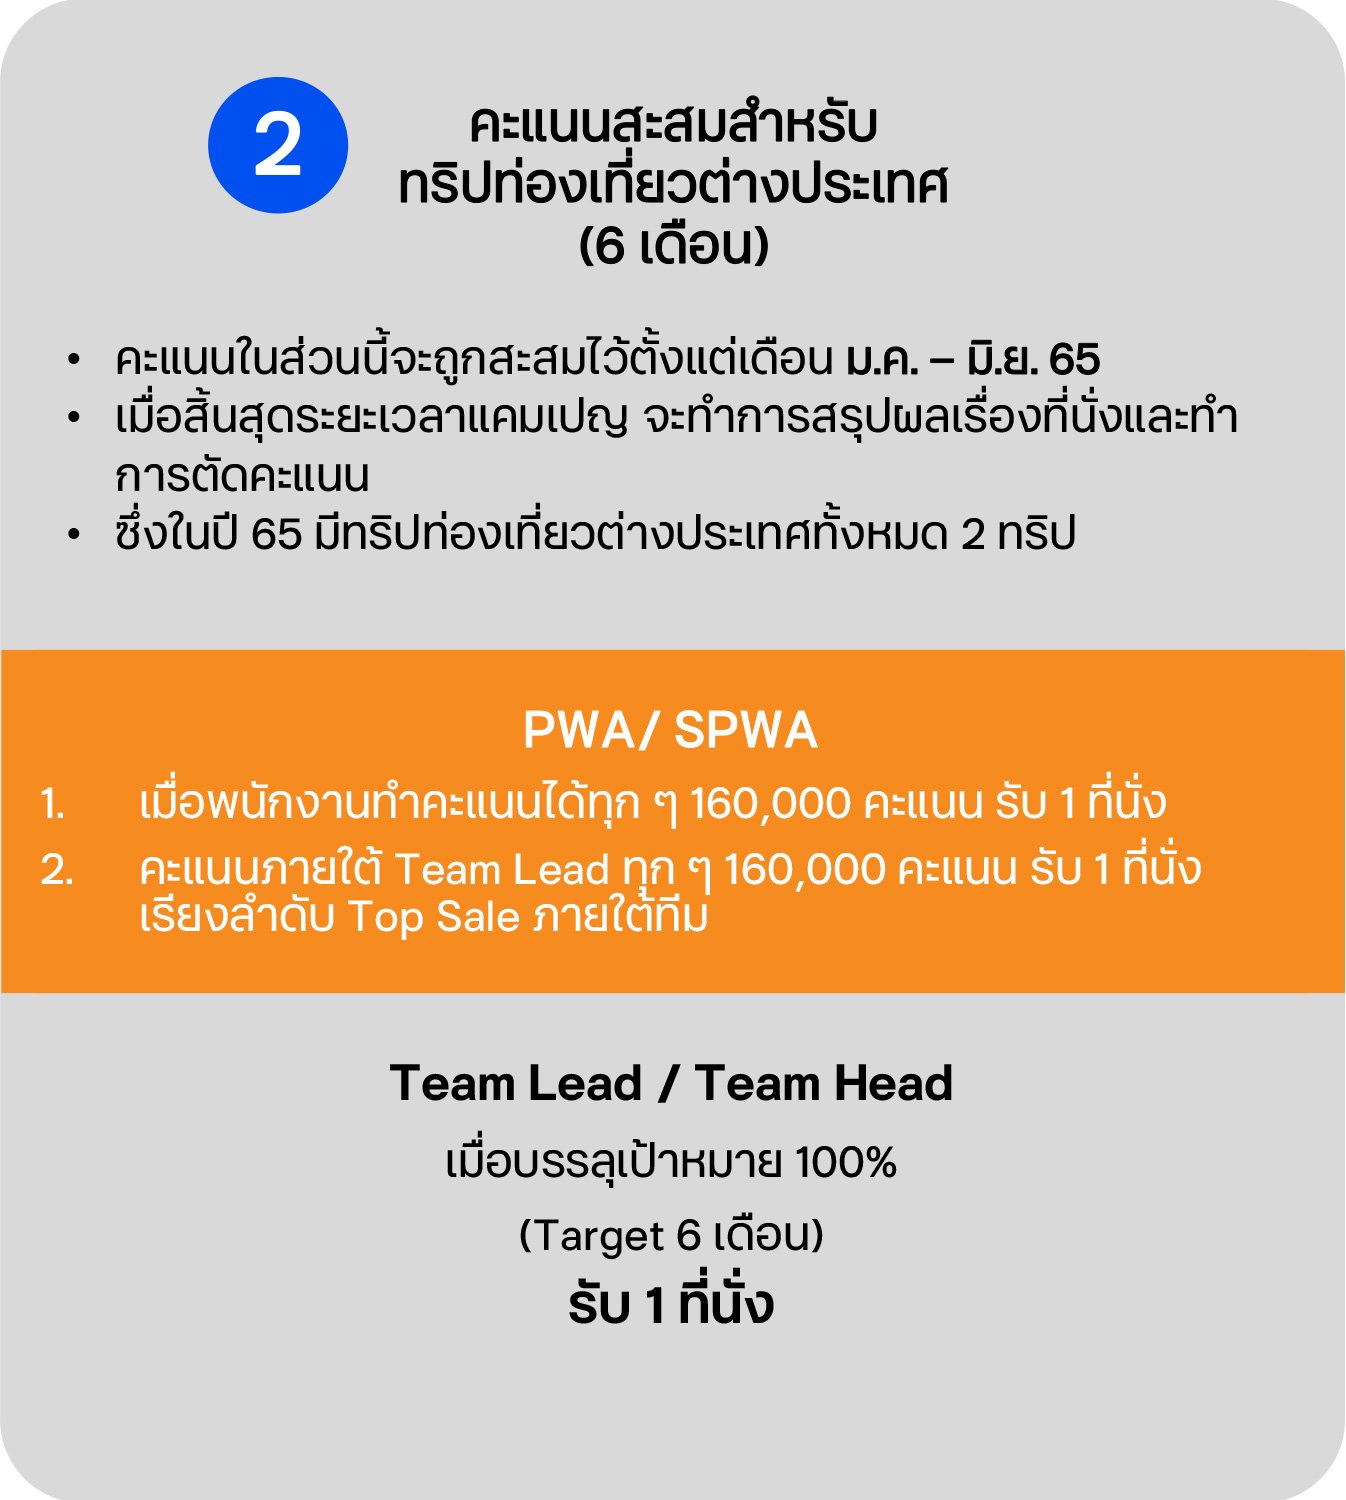 2
คะแนนสะสมสำหรับ
ทริปท่องเที่ยวต่างประเทศ
(6 เดือน)
• คะแนนในส่วนนี้จะถูกสะสมไว้ตั้งแต่เดือน ม.ค. – มิ.ย. 65
• เมื่อสิ้นสุดระยะเวลาแคมเปญ จะทำการสรุปผลเรื่องที่นั่งและทำ
การตัดคะแนน
• ซึ่งในปี 65 มีทริปท่องเที่ยวต่างประเทศทั้งหมด 2 ทริป
PWA/ SPWA
1. เมื่อพนักงานทำคะแนนได้ทุก ๆ 160,000 คะแนน รับ 1 ที่นั่ง
2. คะแนนภายใต้ Team Lead ทุก ๆ 160,000 คะแนน รับ 1 ที่นั่ง
เรียงลำดับ Top Sale ภายใต้ทีม
Team Lead / Team Head
เมื่อบรรลุเป้าหมาย 100%
(Target 6 เดือน)
รับ 1 ที่นั่ง